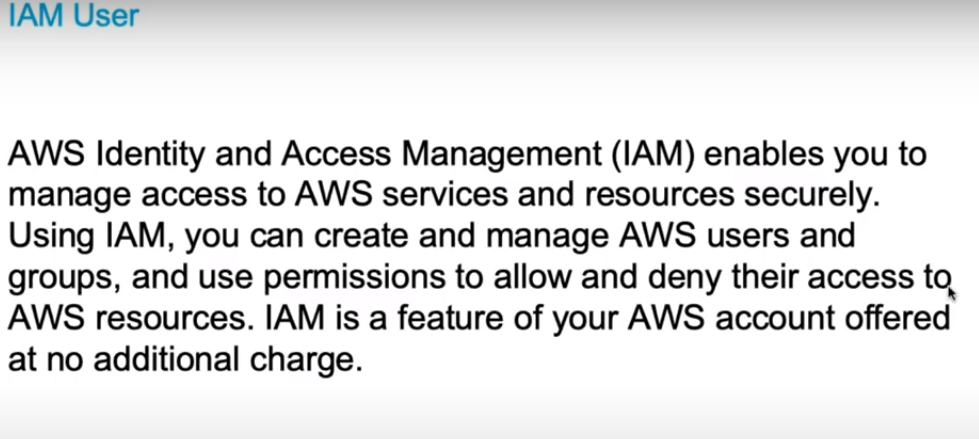 IAM User
AWS Identity and Access Management (IAM) enables you to
manage access to AWS services and resources securely.
Using IAM, you can create and manage AWS users and
groups, and use permissions to allow and deny their access to
AWS resources. IAM is a feature of your AWS account offered
at no additional charge.